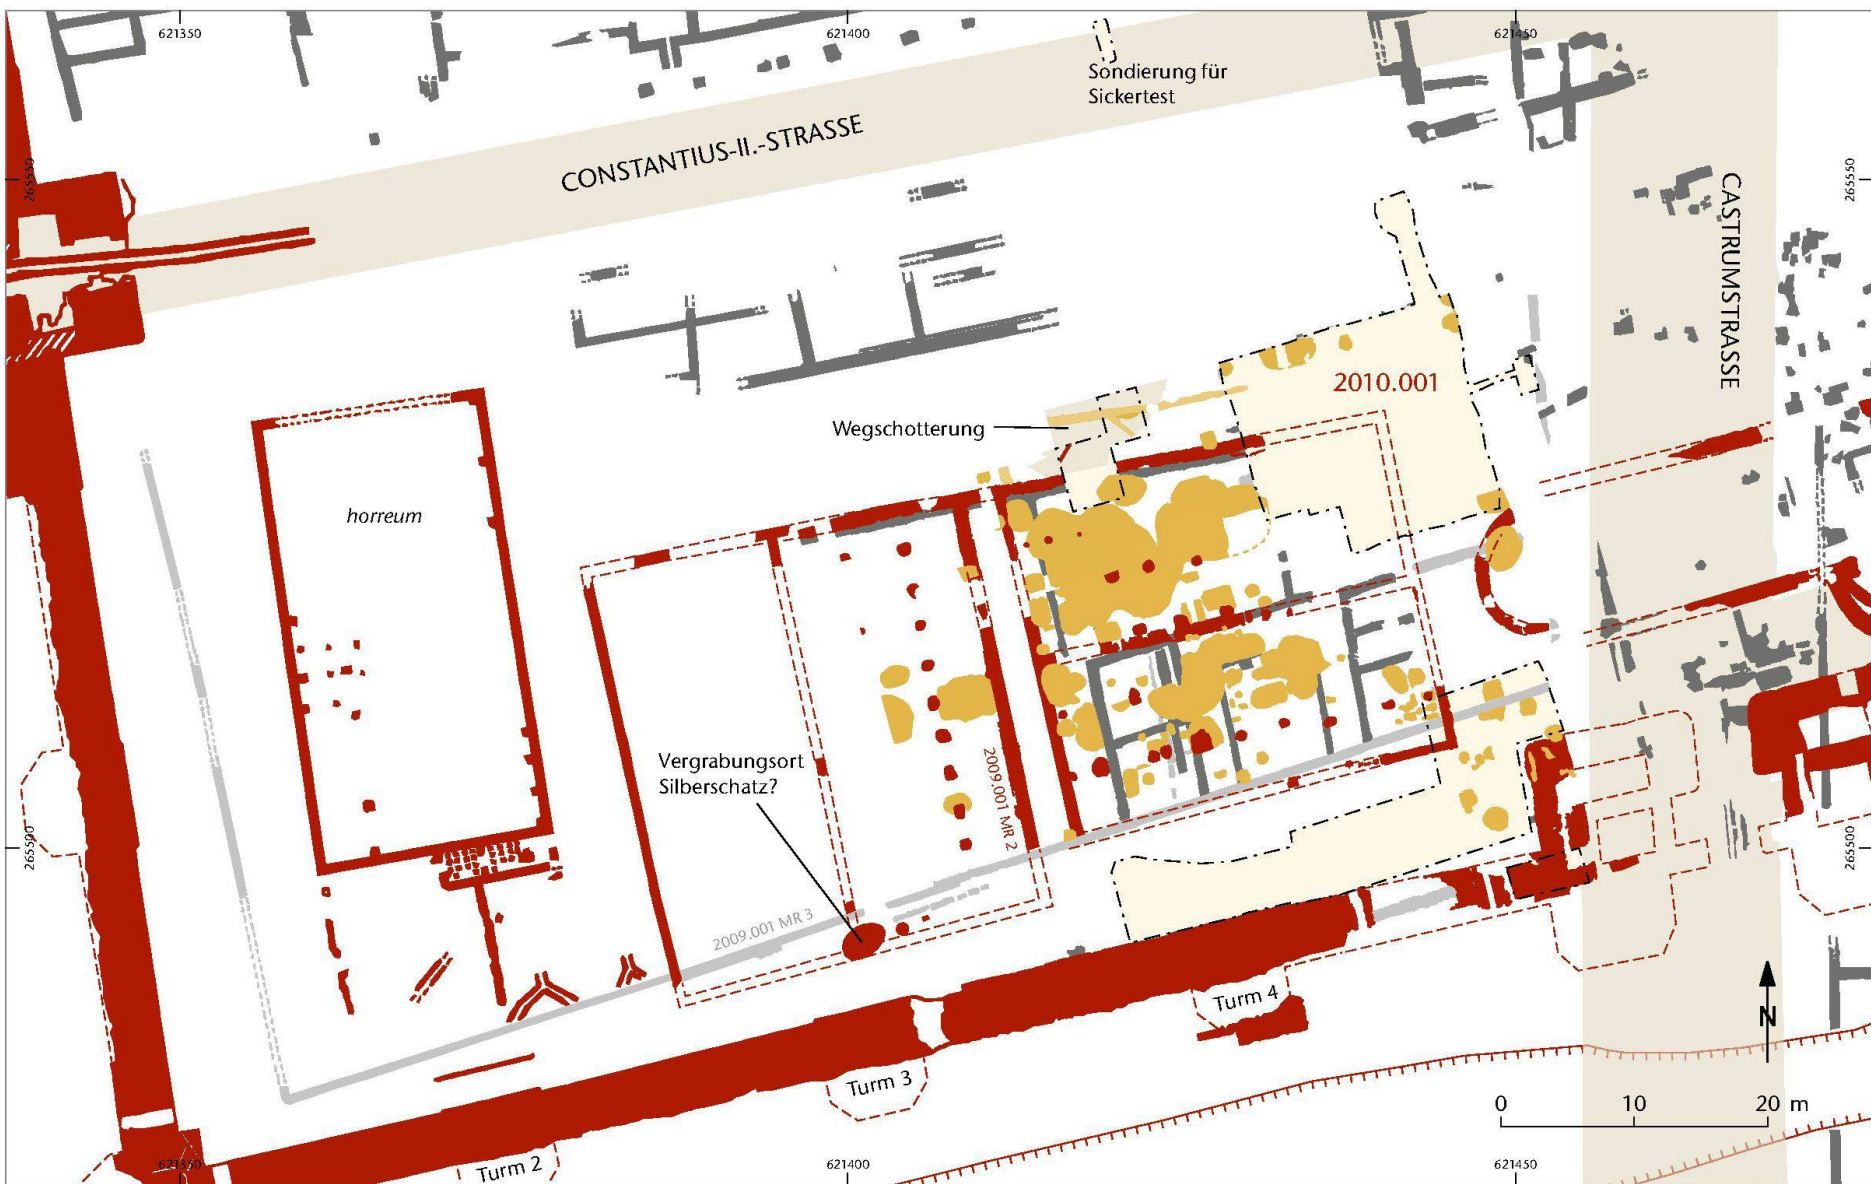 621350
621400
621450
Sondierung für
Sickertest
CONSTANTIUS-II.-STRASSE
265550
265550
CASTRUMSTRASSE
2010.001
Wegschotterung
horreum
Vergrabungsort
Silberschatz?
2009.001 MR 2
265500
265500
2009.001 MR 3
Turm 4
N
Turm 3
0 10 20 m
Turm 2
621350
621400
621450